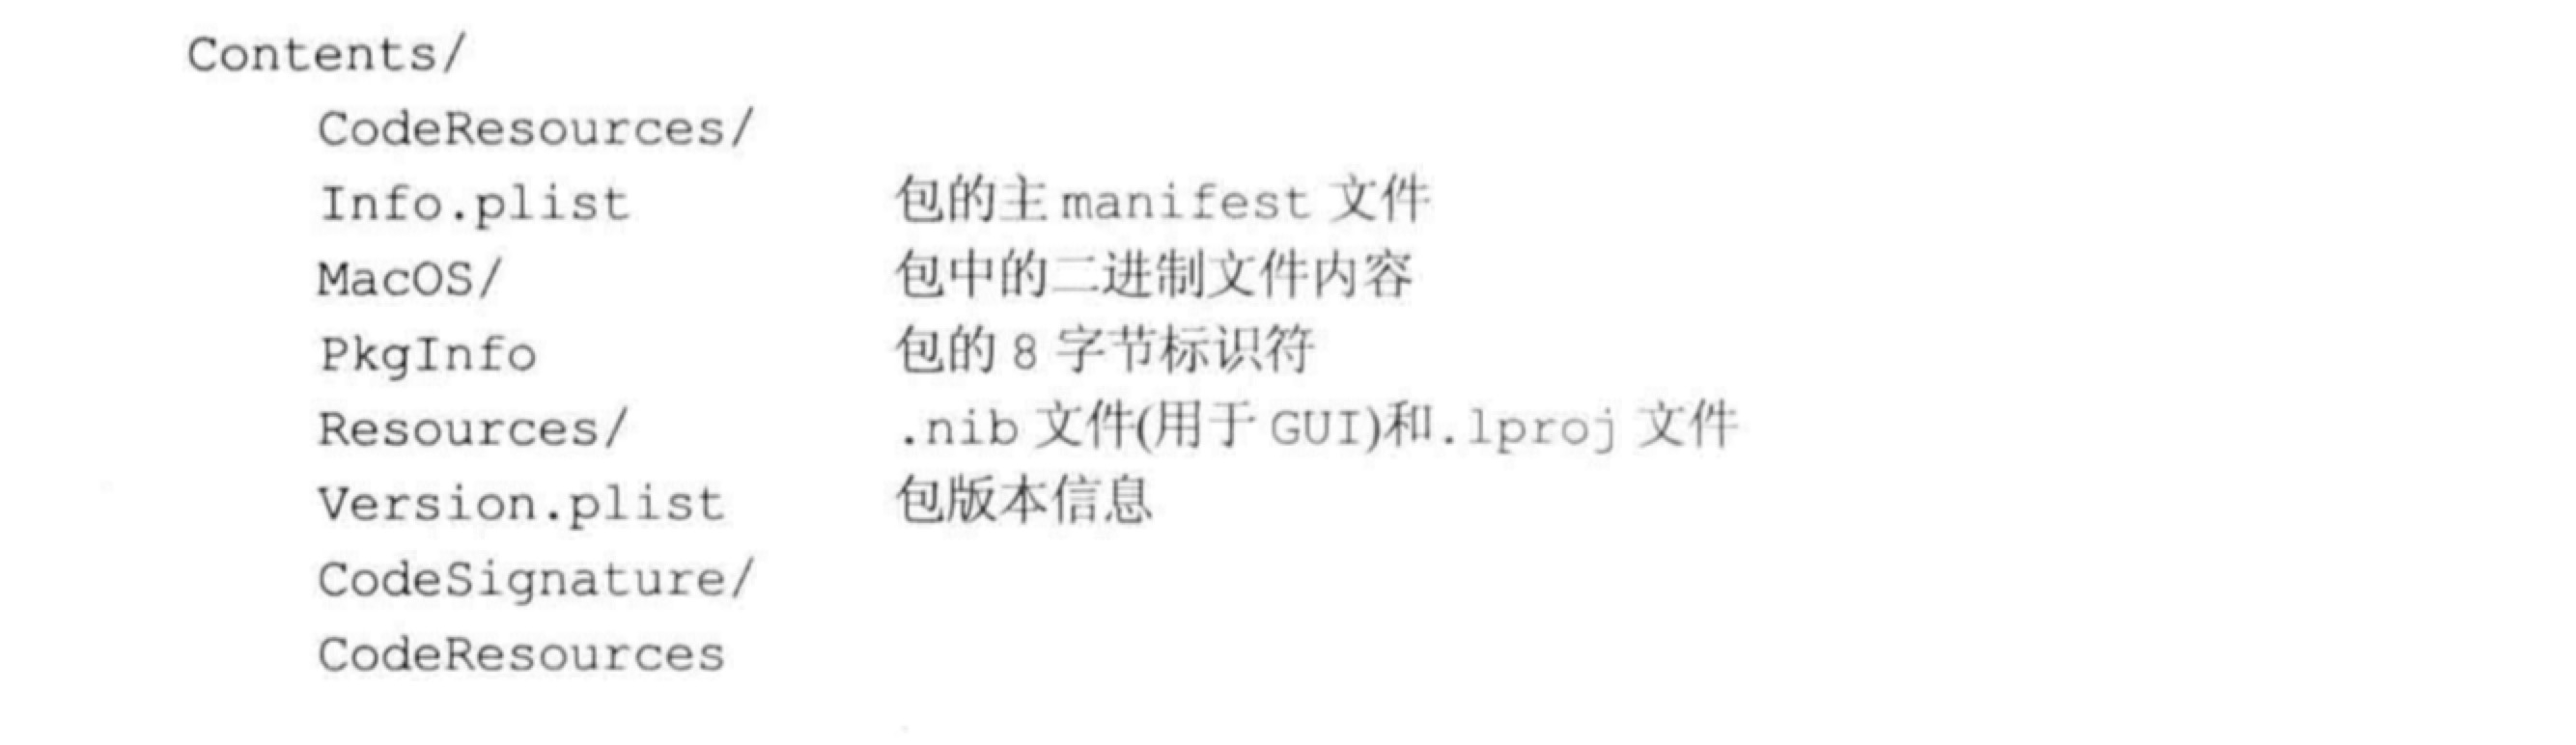 Contents/
CodeResources/
Info.plist 包的主 manifest 文件
MacOS/ 包中的二进制文件内容
PkgInfo 包的 8 字节标识符
Resources/ .nib 文件(用于 GUI)和.lproj 文件
Version.plist 包版本信息
CodeSignature/
CodeResources